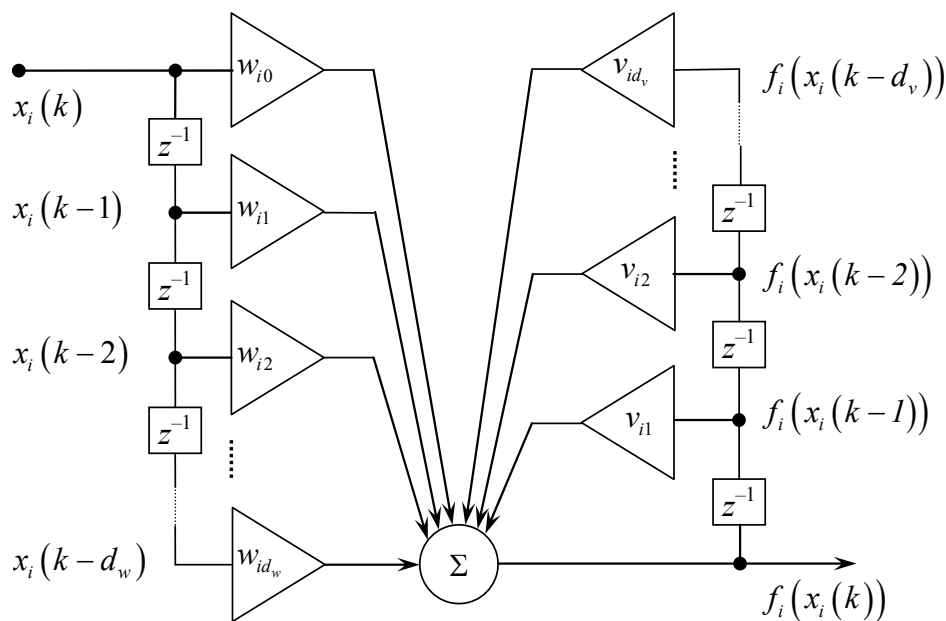 x_i(k)
z^{-1}
x_i(k-1)
z^{-1}
x_i(k-2)
z^{-1}
x_i(k-d_w)
w_{i0}
w_{i1}
w_{i2}
w_{id_w}
Σ
v_{id_v}
v_{i2}
v_{i1}
f_i(x_i(k-d_v))
z^{-1}
f_i(x_i(k-2))
z^{-1}
f_i(x_i(k-1))
z^{-1}
f_i(x_i(k))